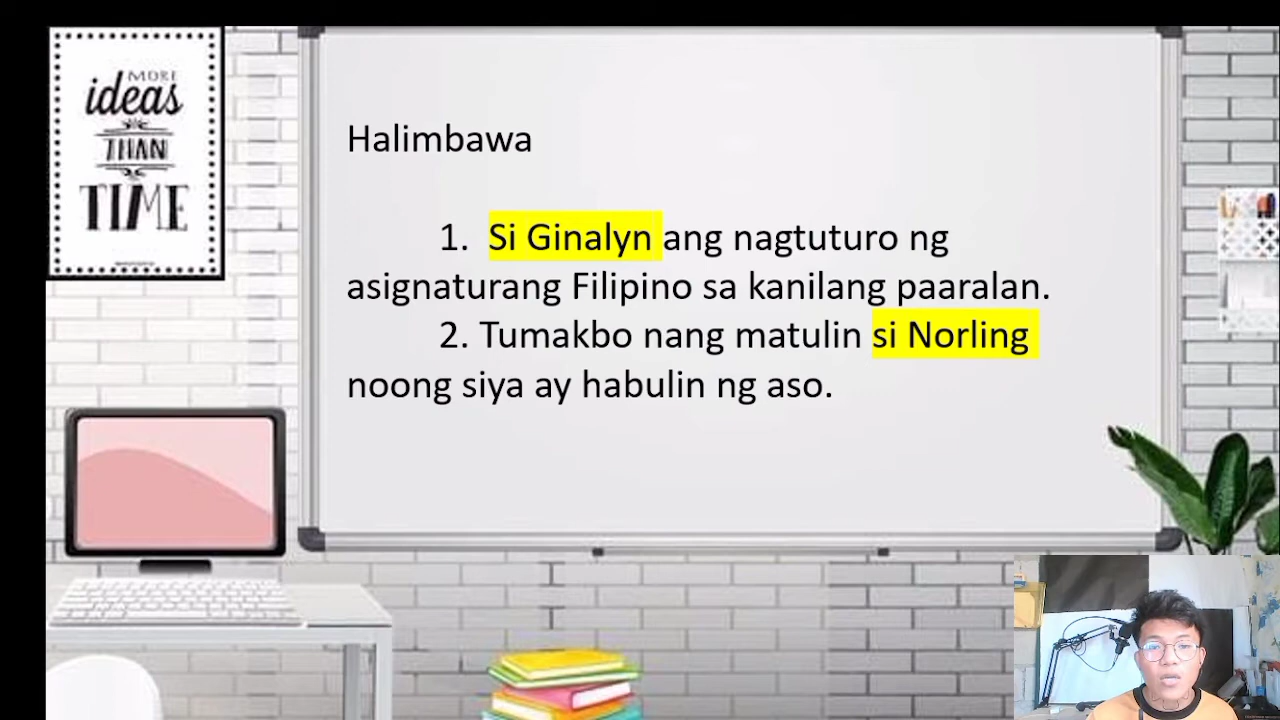 MORE
ideas
THAN
TIME
Halimbawa
1. Si Ginalyn ang nagtuturo ng
asignaturang Filipino sa kanilang paaralan.
2. Tumakbo nang matulin si Norling
noong siya ay habulin ng aso.